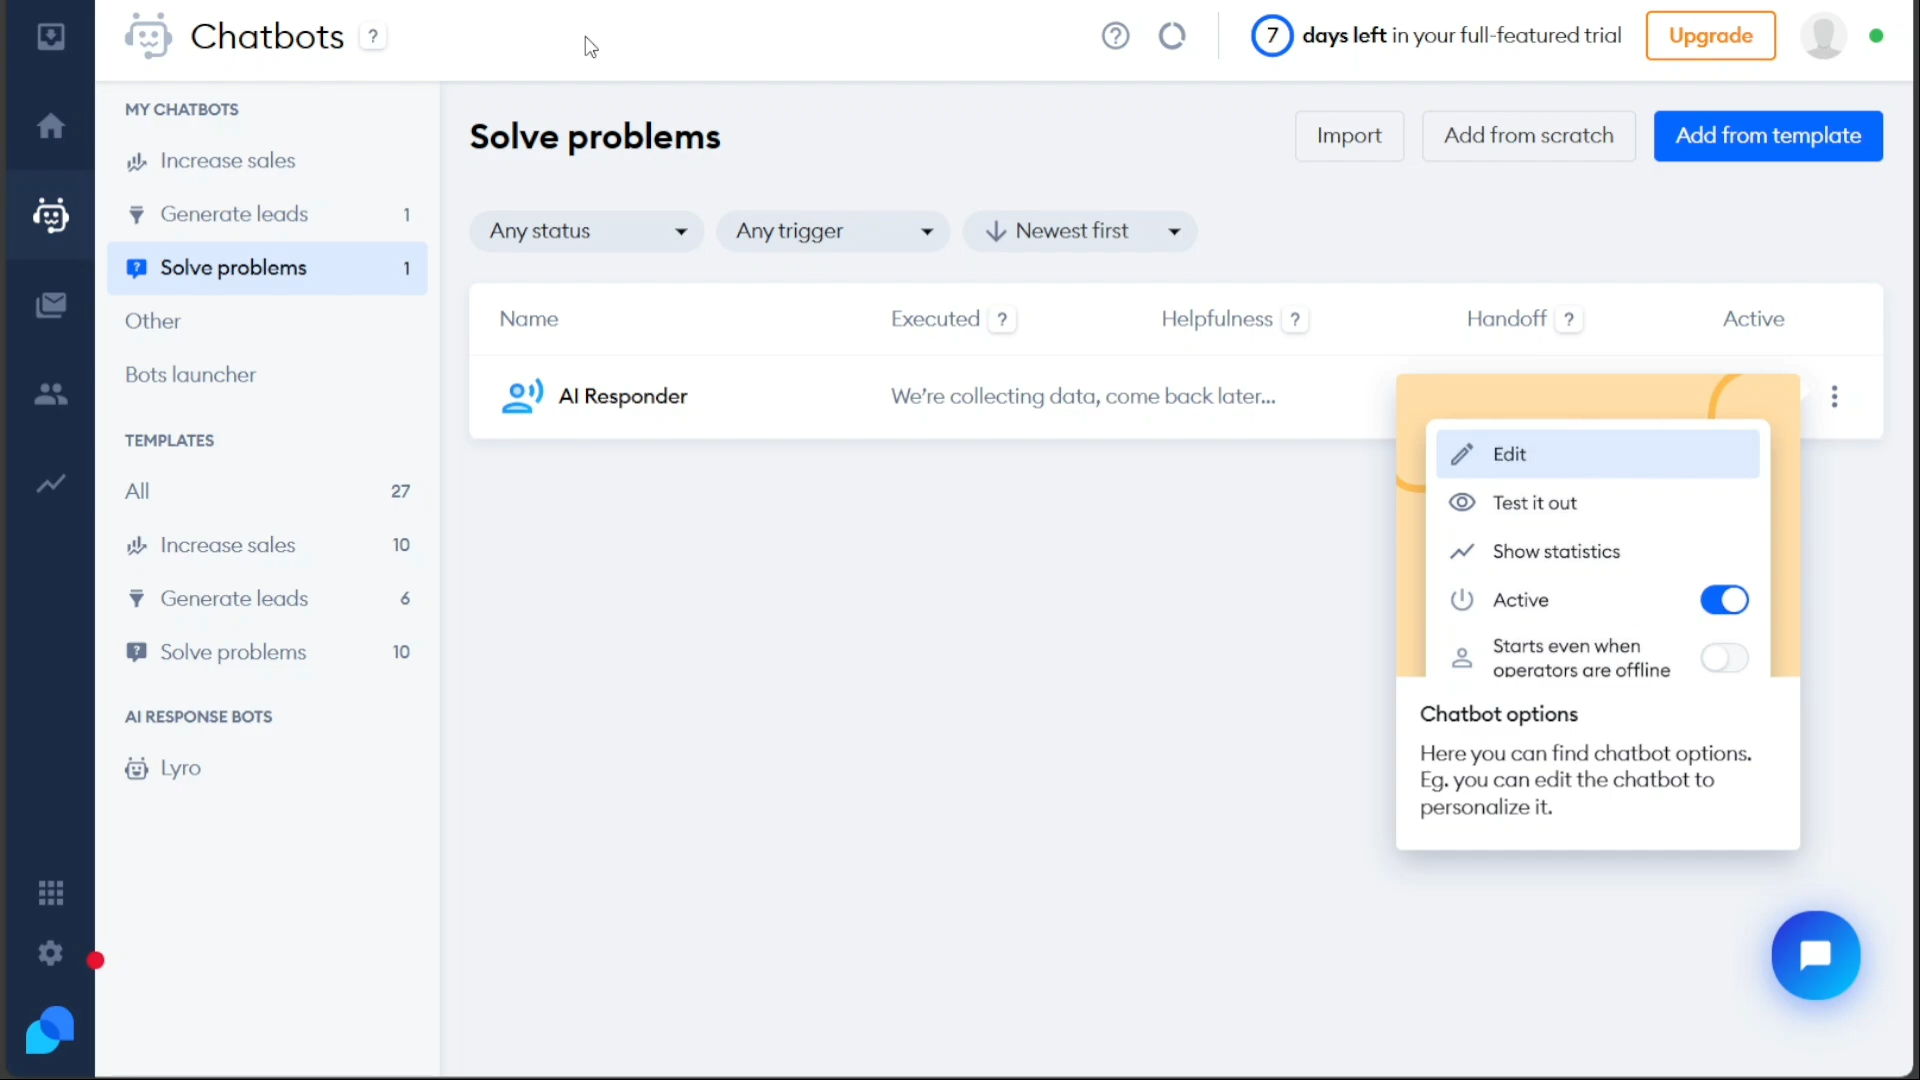 Chatbots ?
7 days left in your full-featured trial
Upgrade
MY CHATBOTS
Increase sales
Generate leads 1
Solve problems 1
Other
Bots launcher
TEMPLATES
All 27
Increase sales 10
Generate leads 6
Solve problems 10
AI RESPONSE BOTS
Lyro
Solve problems
Import
Add from scratch
Add from template
Any status
Any trigger
Newest first
Name Executed ? Helpfulness ? Handoff ? Active
AI Responder We're collecting data, come back later...
Edit
Test it out
Show statistics
Active
Starts even when
operators are offline
Chatbot options
Here you can find chatbot options.
Eg. you can edit the chatbot to
personalize it.